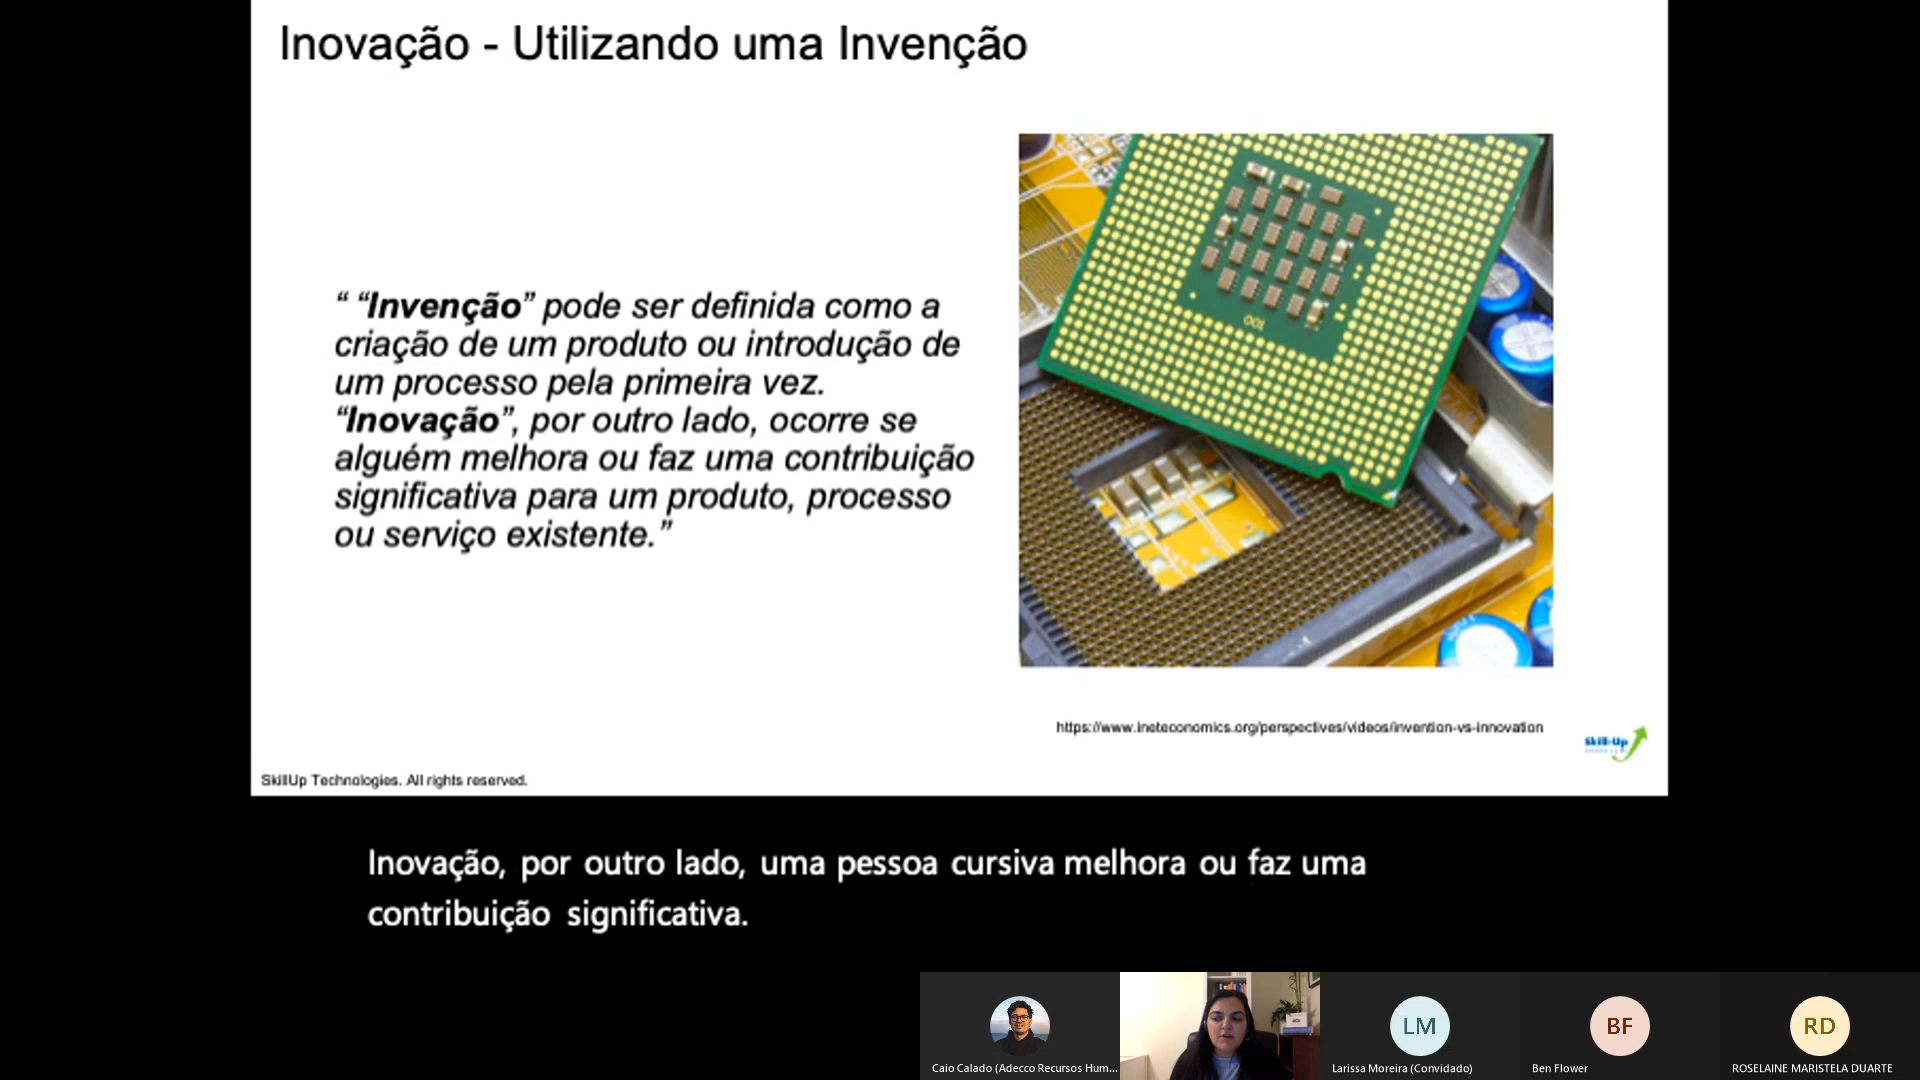 Inovação - Utilizando uma Invenção
“ “Invenção” pode ser definida como a
criação de um produto ou introdução de
um processo pela primeira vez.
“Inovação”, por outro lado, ocorre se
alguém melhora ou faz uma contribuição
significativa para um produto, processo
ou serviço existente.”
001
https://www.ineteconomics.org/perspectives/videos/invention-vs-innovation
Skill-Up
SkillUp Technologies. All rights reserved.
Inovação, por outro lado, uma pessoa cursiva melhora ou faz uma
contribuição significativa.
LM
BF
RD
Caio Calado (Adecco Recursos Hum...
Larissa Moreira (Convidado)
Ben Flower
ROSELAINE MARISTELA DUARTE